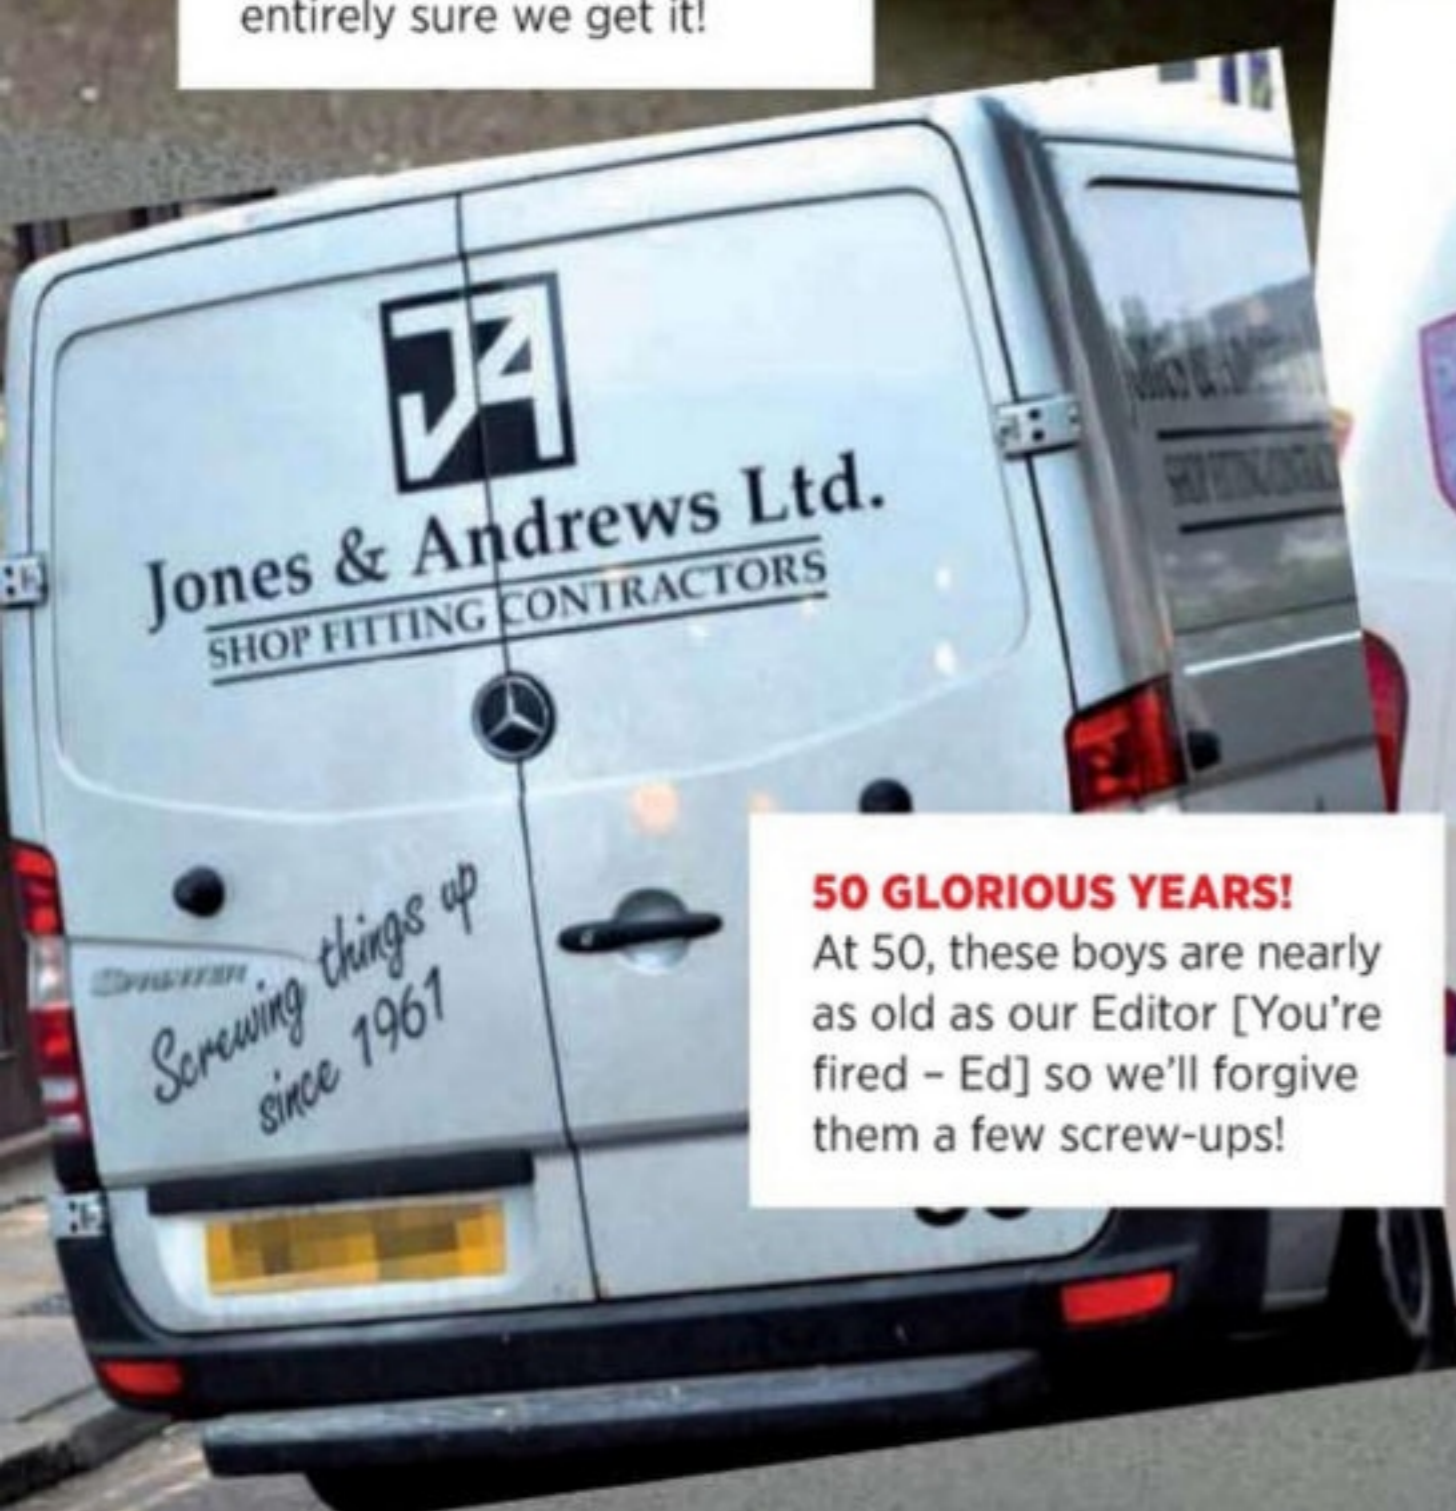 entirely sure we get it!
JA
Jones & Andrews Ltd.
SHOP FITTING CONTRACTORS
Screwing things up
since 1961
50 GLORIOUS YEARS!
At 50, these boys are nearly
as old as our Editor [You're
fired – Ed] so we'll forgive
them a few screw-ups!